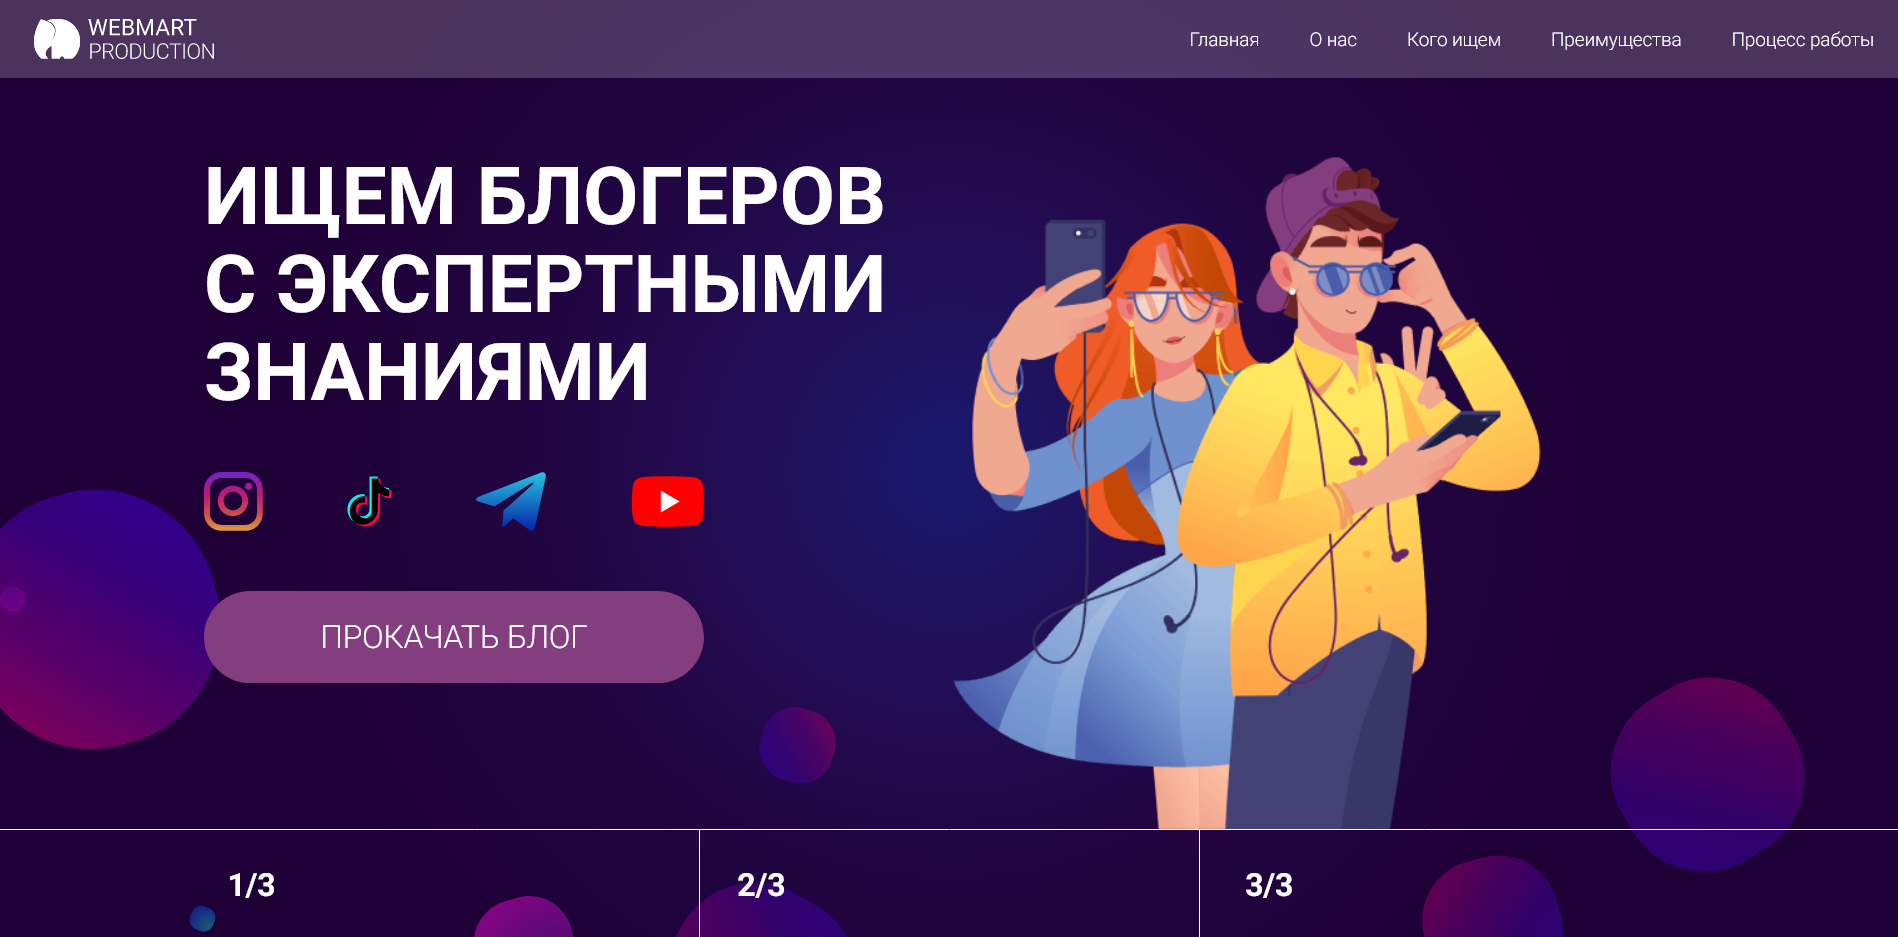 WEBMART
PRODUCTION
Главная
О нас
Кого ищем
Преимущества
Процесс работы
ИЩЕМ БЛОГЕРОВ
С ЭКСПЕРТНЫМИ
ЗНАНИЯМИ
ПРОКАЧАТЬ БЛОГ
1/3
2/3
3/3